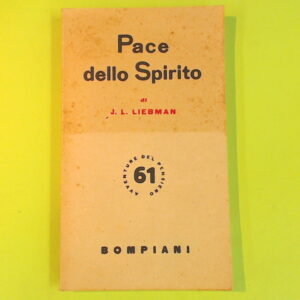 Pace
dello Spirito
di
J. L. LIEBMAN
AVVENTURE DEL PENSIERO
61
BOMPIANI